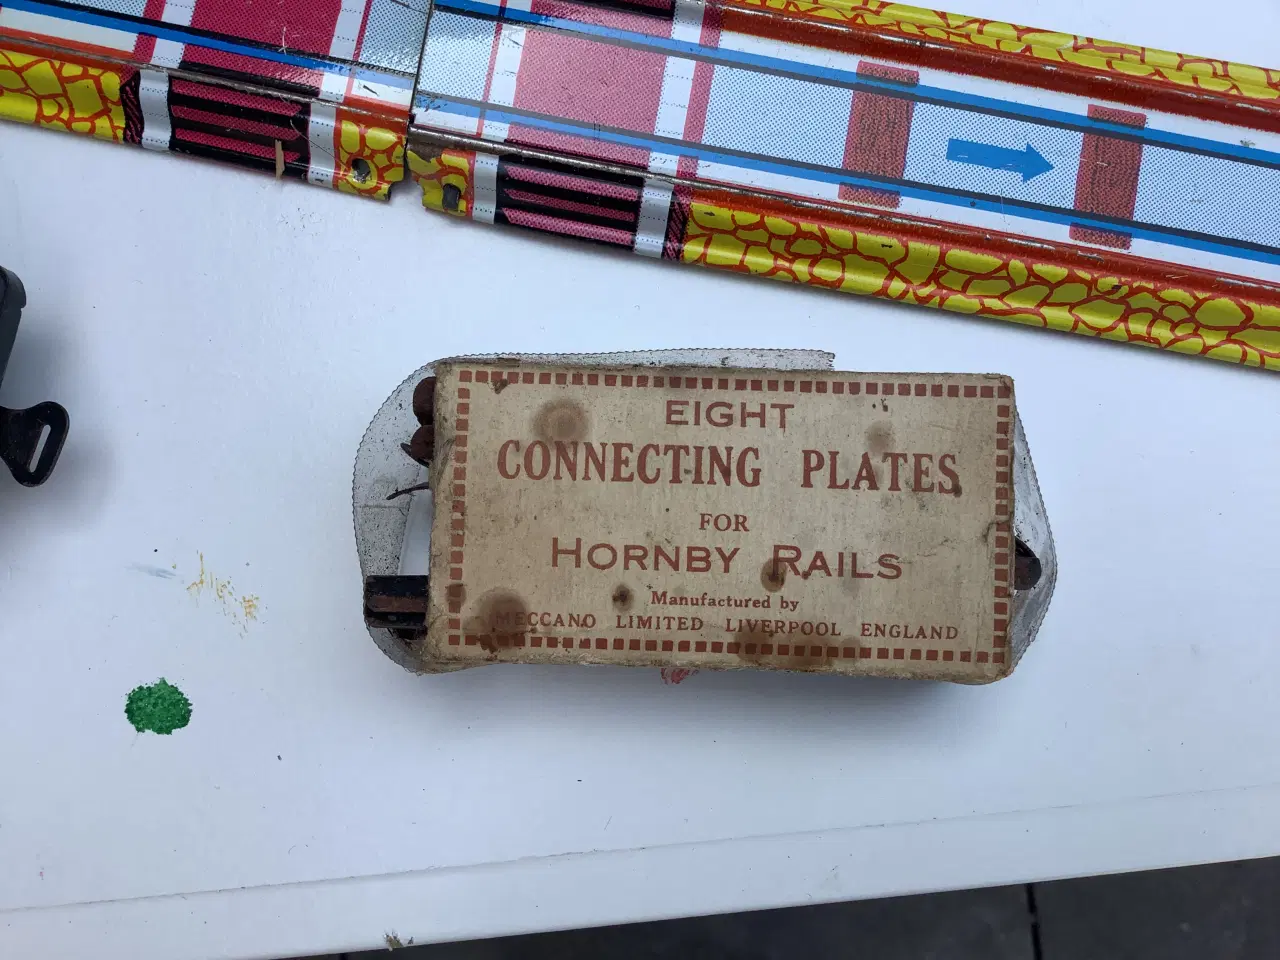 EIGHT
CONNECTING PLATES
FOR
HORNBY RAILS
Manufactured by
MECCANO LIMITED LIVERPOOL ENGLAND